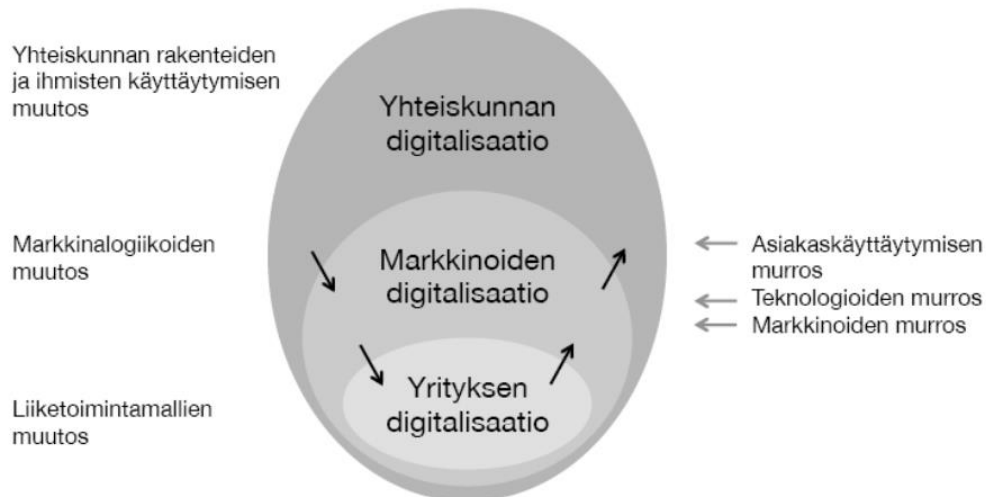 Yhteiskunnan rakenteiden
ja ihmisten käyttäytymisen
muutos
Yhteiskunnan
digitalisaatio
Markkinalogiikoiden
muutos
Markkinoiden
digitalisaatio
Asiakaskäyttäytymisen
murros
Teknologioiden murros
Markkinoiden murros
Liiketoimintamallien
muutos
Yrityksen
digitalisaatio